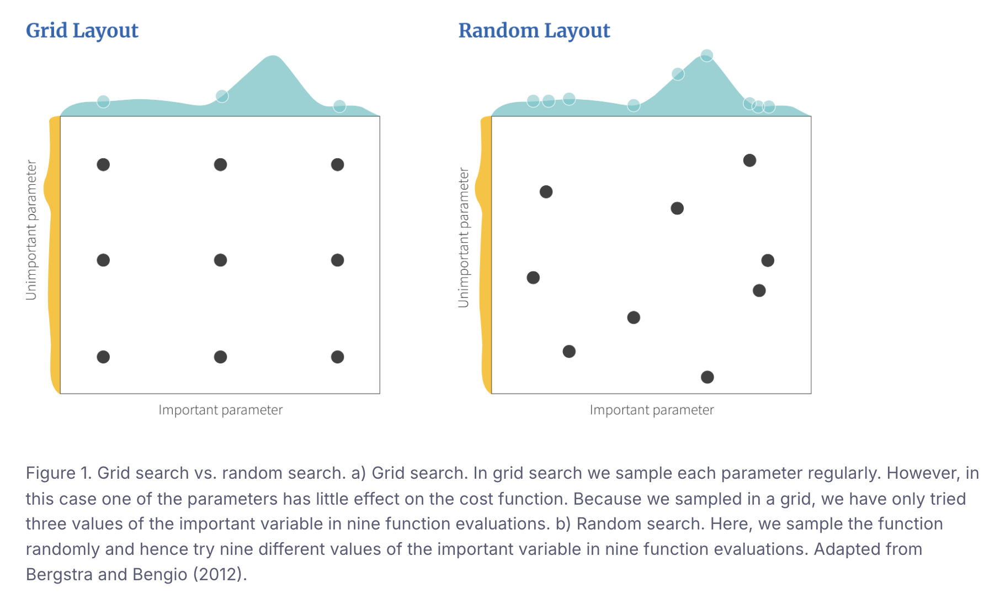 Grid Layout
Random Layout
Unimportant parameter
Important parameter
Unimportant parameter
Important parameter
Figure 1. Grid search vs. random search. a) Grid search. In grid search we sample each parameter regularly. However, in
this case one of the parameters has little effect on the cost function. Because we sampled in a grid, we have only tried
three values of the important variable in nine function evaluations. b) Random search. Here, we sample the function
randomly and hence try nine different values of the important variable in nine function evaluations. Adapted from
Bergstra and Bengio (2012).